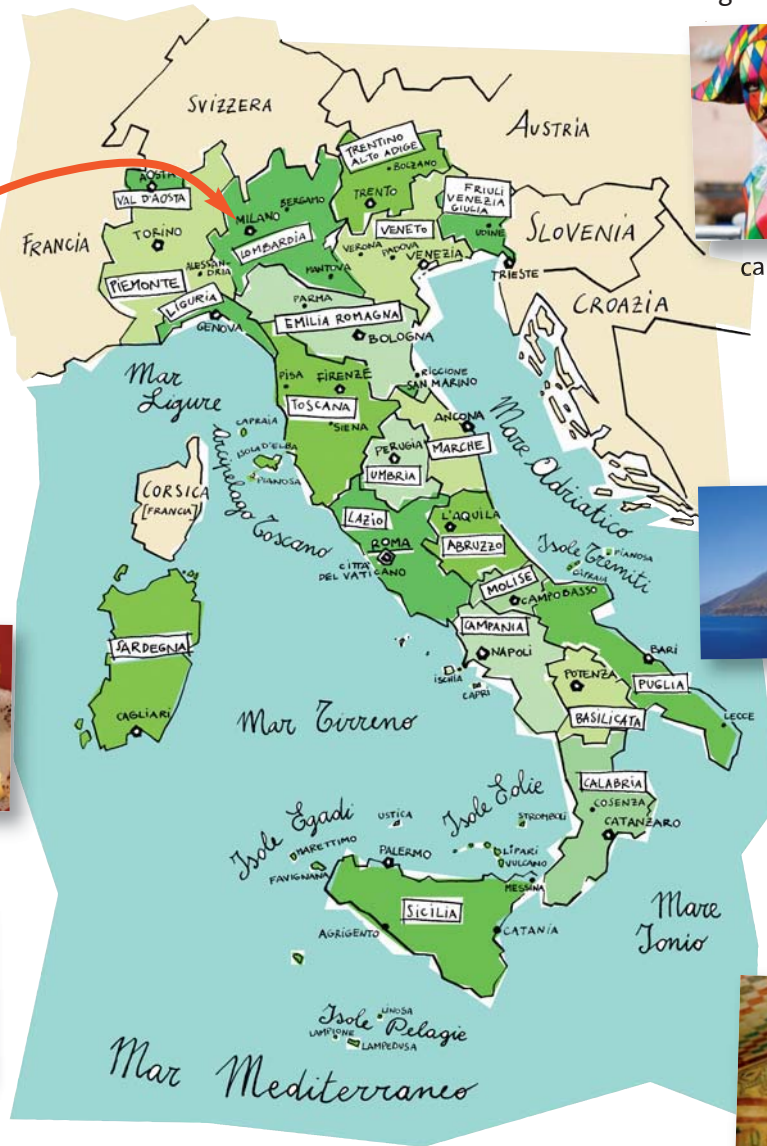 g
SVIZZERA
AUSTRIA
TRENTINO
ALTO ADIGE
BOLZANO
TRENTO
AOSTA
VAL D'AOSTA
FRIULI
VENEZIA
GIULIA
UDINE
SLOVENIA
FRANCIA
MILANO
BERGAMO
LOMBARDIA
TORINO
VENETO
VERONA
PADOVA
VENEZIA
TRIESTE
ca
ALESSAN-
DRIA
MANTOVA
PIEMONTE
LIGURIA
GENOVA
PARMA
EMILIA ROMAGNA
BOLOGNA
CROAZIA
Mar
Ligure
PISA
FIRENZE
RICCIONE
SAN MARINO
TOSCANA
SIENA
ANCONA
MARCHE
PERUGIA
UMBRIA
Mare Adriatico
CAPRAIA
ISOLA D'ELBA
PIANOSA
Arcipelago Toscano
CORSICA
[FRANCIA]
LAZIO
ROMA
CITTÀ
DEL VATICANO
L'AQUILA
ABRUZZO
Isole Tremiti
PIANOSA
CAPRAIA
MOLISE
CAMPOBASSO
CAMPANIA
NAPOLI
ISCHIA
CAPRI
BARI
PUGLIA
POTENZA
BASILICATA
LECCE
SARDEGNA
CAGLIARI
Mar Tirreno
CALABRIA
COSENZA
CATANZARO
Isole Egadi
MARETTIMO
FAVIGNANA
USTICA
Isole Eolie
STROMBOLI
LIPARI
VULCANO
PALERMO
MESSINA
SICILIA
AGRIGENTO
CATANIA
Mare
Jonio
Isole Pelagie
LINOSA
LAMPIONE
LAMPEDUSA
Mar Mediterraneo